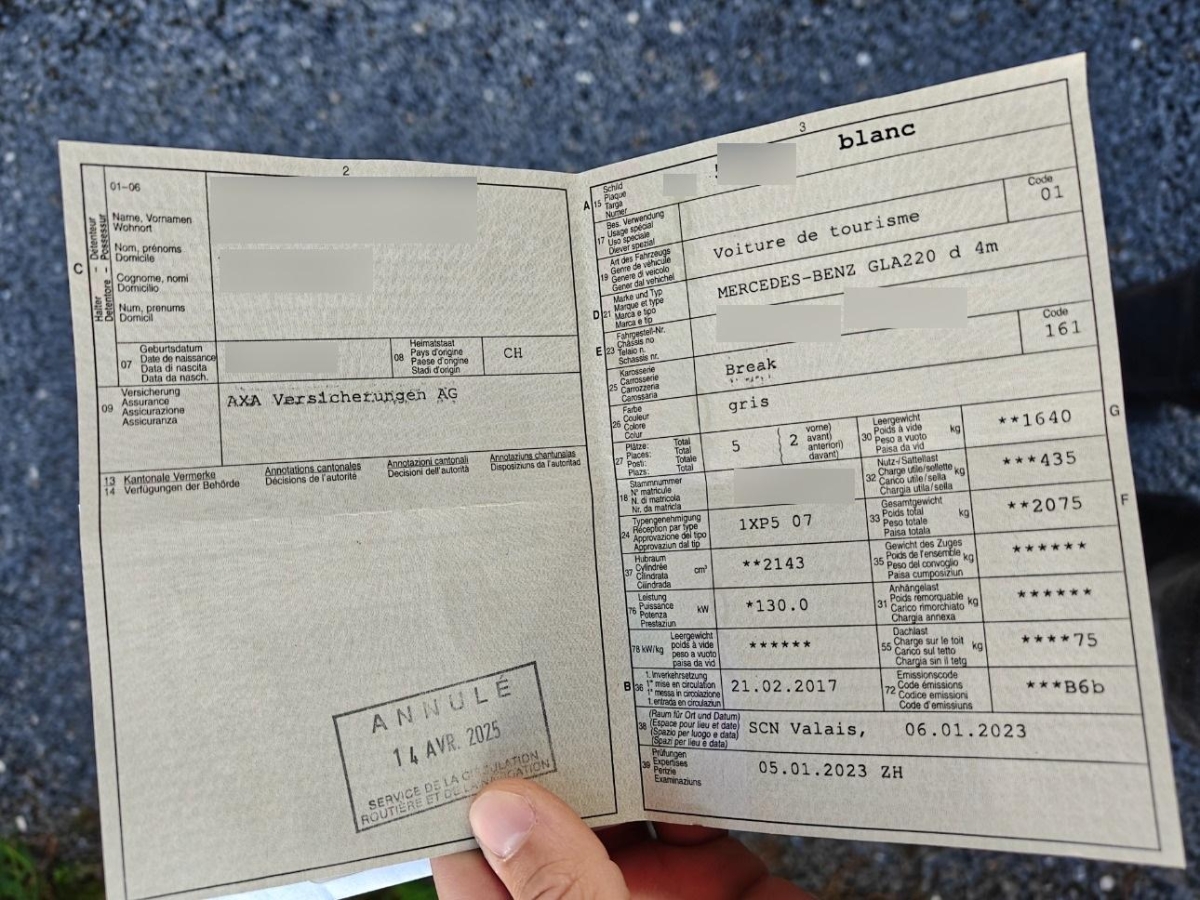 2
01-06
C
Halter - Détenteur
Detentore - Possessur
Name, Vornamen
Wohnort
Nom, prénoms
Domicile
Cognome, nomi
Domicilio
Num, prenums
Domicil
07
Geburtsdatum
Date de naissance
Data di nascita
Data da nasch.
08
Heimatstaat
Pays d'origine
Paese d'origine
Stadi d'origin
CH
09
Versicherung
Assurance
Assicurazione
Assicuranza
AXA Versicherungen AG
13 Kantonale Vermerke
14 Verfügungen der Behörde
Annotations cantonales
Décisions de l'autorité
Annotazioni cantonali
Decisioni dell'autorità
Annotaziuns chantunalas
Disposiziuns da l'autoritad
ANNULÉ
14 AVR. 2025
SERVICE DE LA CIRCULATION
ROUTIÈRE ET DE LA NAVIGATION
3
A 15
Schild
Plaque
Targa
Numer
blanc
17
Bes. Verwendung
Usage spécial
Uso speciale
Diever spezial
Code
01
19
Art des Fahrzeugs
Genre de véhicule
Genere di veicolo
Gener dal vehichel
Voiture de tourisme
D 21
Marke und Typ
Marque et type
Marca e tipo
Marca e tip
MERCEDES-BENZ GLA220 d 4m
E 23
Fahrgestell-Nr.
Châssis no
Telaio n.
Schassis nr.
25
Karosserie
Carrosserie
Carrozzeria
Carossaria
Break
Code
161
26
Farbe
Couleur
Colore
Colur
gris
27
Plätze: Total
Places: Total
Posti: Totale
Plazs: Total
5
2
vorne)
avant)
anteriori)
davant)
30
Leergewicht
Poids à vide
Peso a vuoto
Paisa da vid
kg
**1640
G
18
Stammnummer
N° matricule
N. di matricola
Nr. da matricla
32
Nutz-/Sattellast
Charge utile/sellette
Carico utile/sella
Chargia utila/sella
kg
***435
24
Typengenehmigung
Réception par type
Approvazione del tipo
Approvaziun dal tip
1XP5 07
33
Gesamtgewicht
Poids total
Peso totale
Paisa totala
kg
**2075
F
37
Hubraum
Cylindrée
Cilindrata
Cilindrada
cm³
**2143
35
Gewicht des Zuges
Poids de l'ensemble
Peso del convoglio
Paisa cumposiziun
kg
******
76
Leistung
Puissance
Potenza
Prestaziun
kW
*130.0
31
Anhängelast
Poids remorquable
Carico rimorchiato
Chargia annexa
kg
******
78 kW/kg
Leergewicht
poids à vide
peso a vuoto
paisa da vid
******
55
Dachlast
Charge sur le toit
Carico sul tetto
Chargia sin il tetg
kg
****75
B 36
1. Inverkehrsetzung
1re mise en circulation
1a messa in circolazione
1. entrada en circulaziun
21.02.2017
72
Emissionscode
Code émissions
Codice emissioni
Code d'emissiuns
***B6b
38
(Raum für Ort und Datum)
(Espace pour lieu et date)
(Spazio per luogo e data)
(Spazi per lieu e data)
SCN Valais, 06.01.2023
39
Prüfungen
Expertises
Perizie
Examinaziuns
05.01.2023 ZH